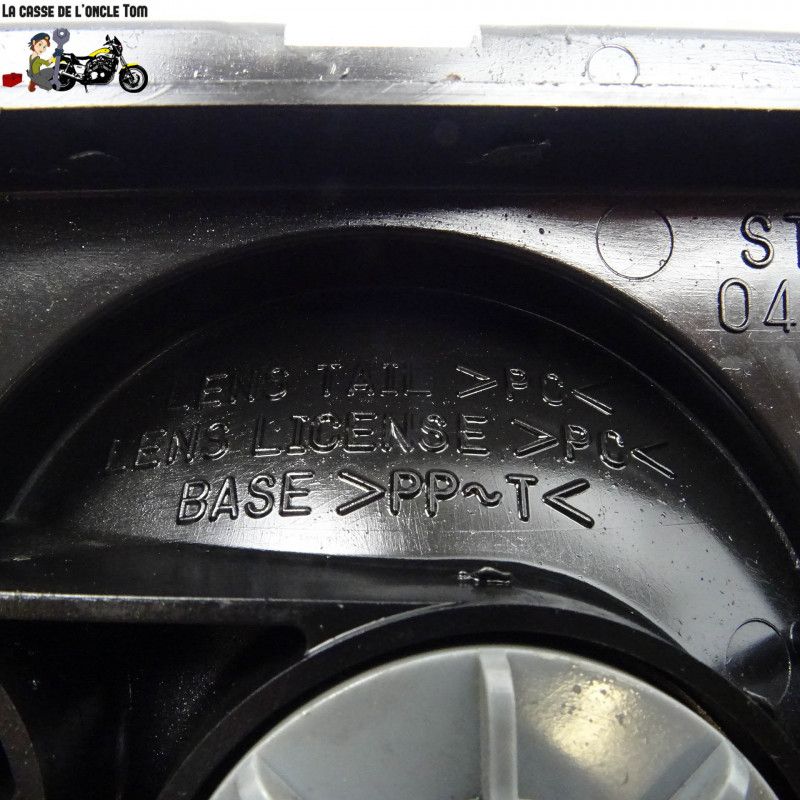 LA CASSE DE L'ONCLE TOM
ST
04
LENS TAIL >PC<
LENS LICENSE >PC<
BASE >PP~T<